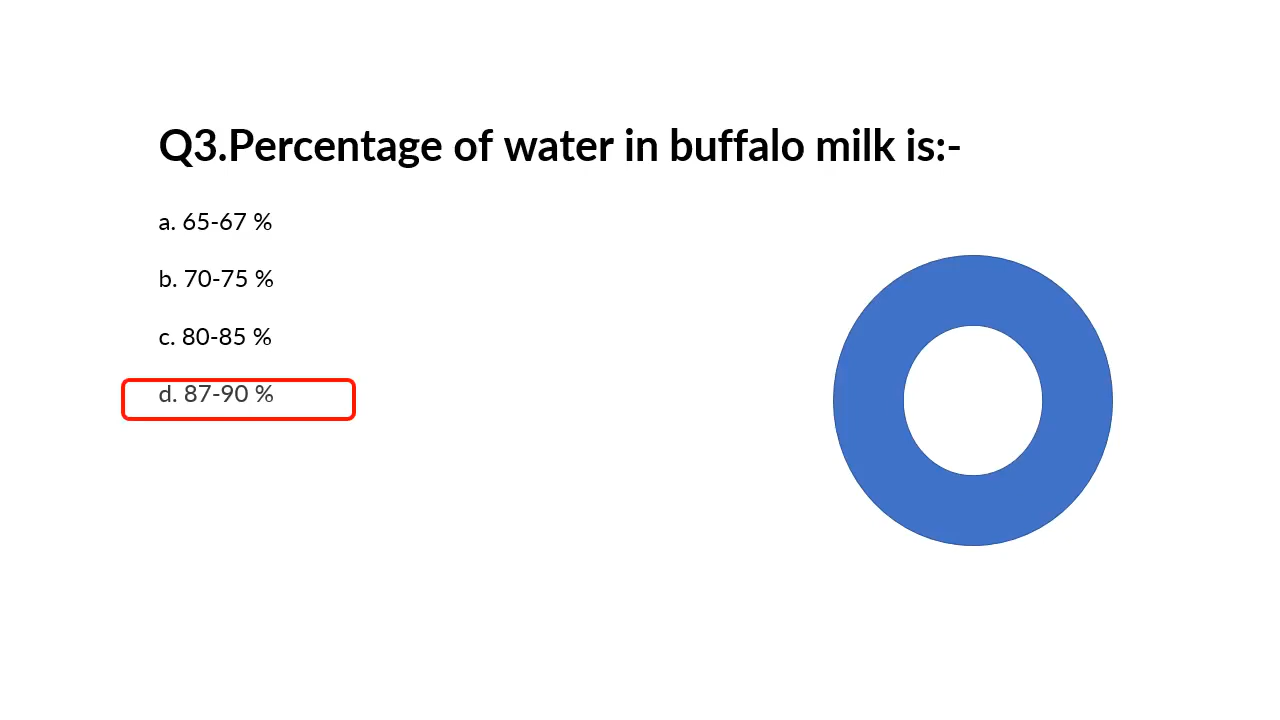 Q3.Percentage of water in buffalo milk is:-
a. 65-67 %
b. 70-75 %
c. 80-85 %
d. 87-90 %